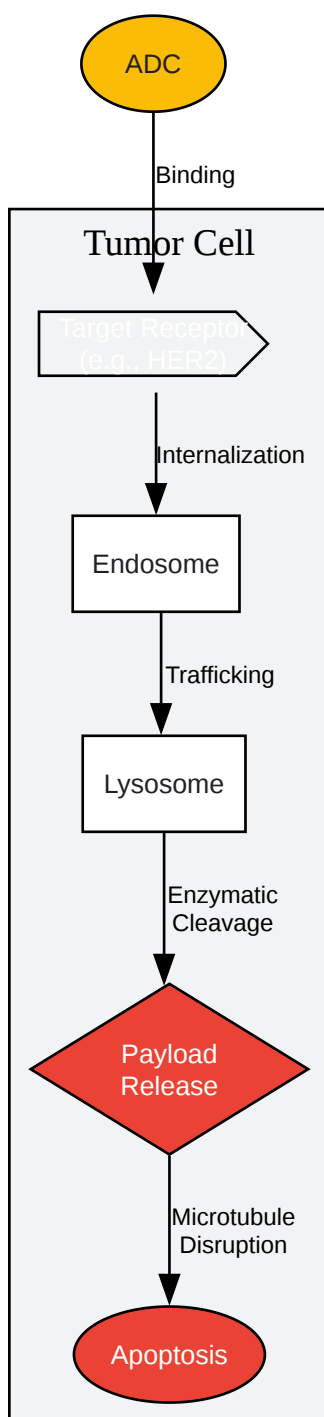 ADC
Binding
Tumor Cell
Target Receptor
(e.g., HER2)
Internalization
Endosome
Trafficking
Lysosome
Enzymatic
Cleavage
Payload
Release
Microtubule
Disruption
Apoptosis